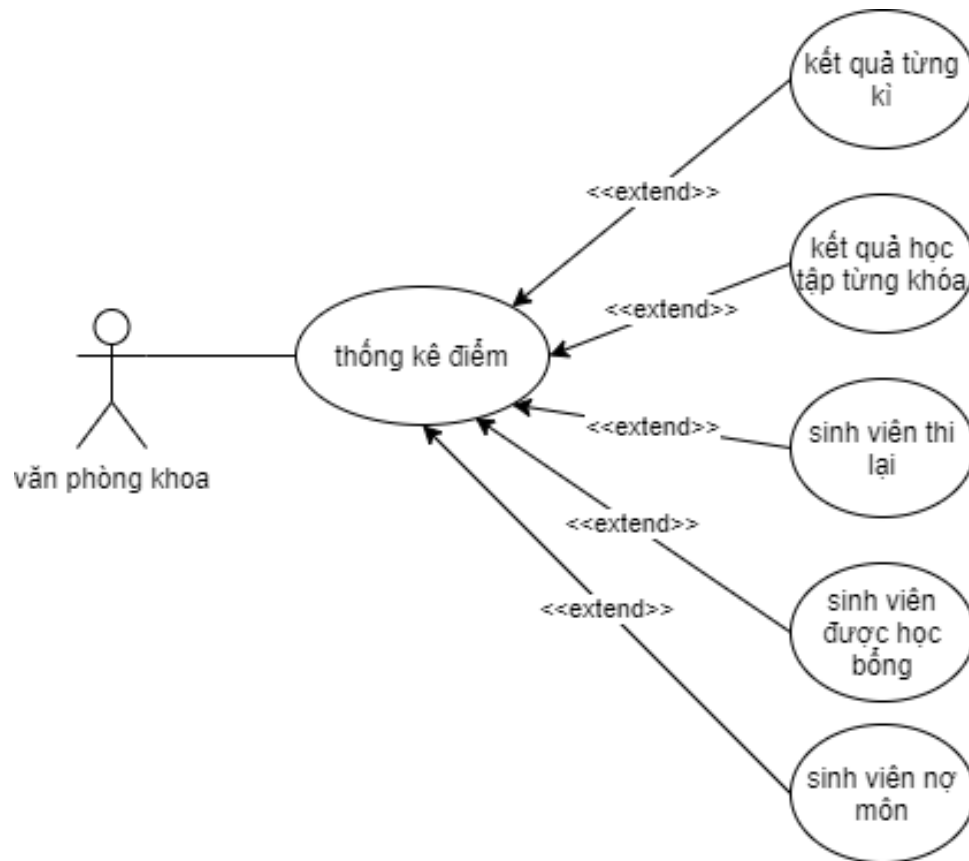 kết quả từng
kì
<<extend>>
kết quả học
tập từng khóa
<<extend>>
thống kê điểm
<<extend>>
sinh viên thi
lại
văn phòng khoa
<<extend>>
sinh viên
được học
bổng
<<extend>>
sinh viên nợ
môn